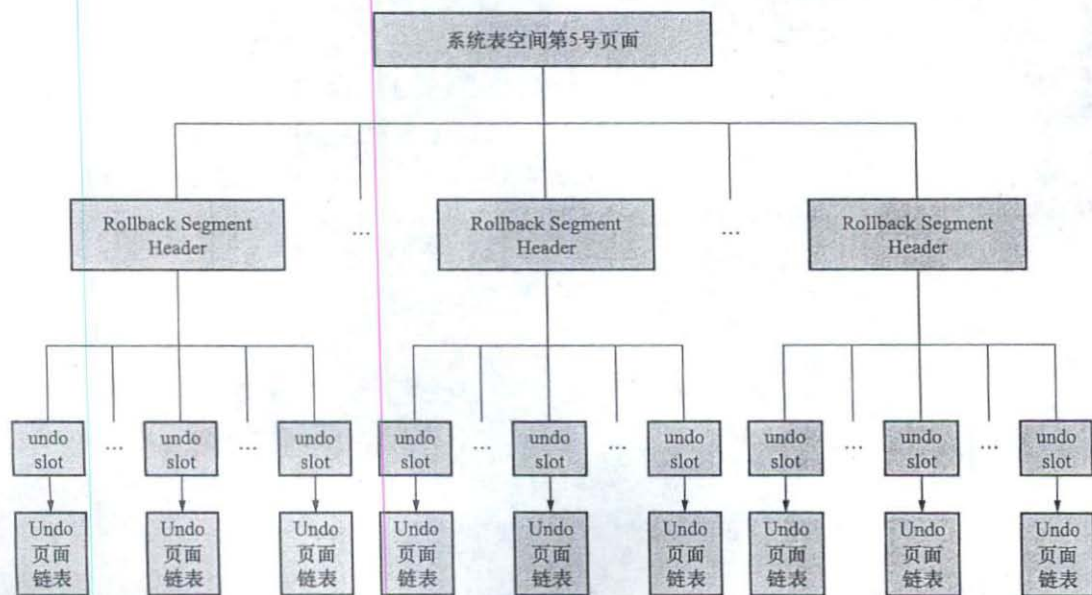 系统表空间第5号页面
Rollback Segment
Header
...
Rollback Segment
Header
...
Rollback Segment
Header
undo
slot
...
undo
slot
...
undo
slot
undo
slot
...
undo
slot
...
undo
slot
undo
slot
...
undo
slot
...
undo
slot
Undo
页面
链表
Undo
页面
链表
Undo
页面
链表
Undo
页面
链表
Undo
页面
链表
Undo
页面
链表
Undo
页面
链表
Undo
页面
链表
Undo
页面
链表